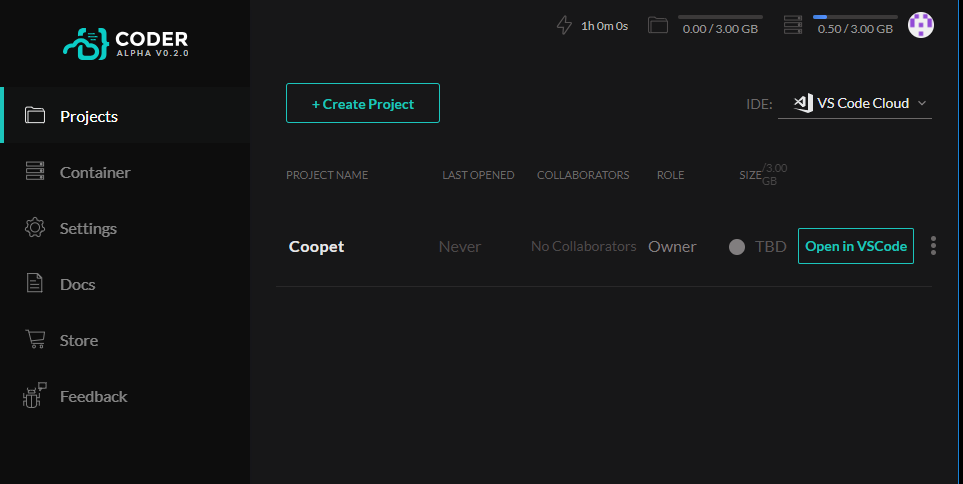 CODER
ALPHA V0.2.0
1h 0m 0s
0.00 / 3.00 GB
0.50 / 3.00 GB
Projects
Container
Settings
Docs
Store
Feedback
+ Create Project
IDE: VS Code Cloud
PROJECT NAME LAST OPENED COLLABORATORS ROLE SIZE /3.00 GB
Coopet Never No Collaborators Owner TBD Open in VSCode